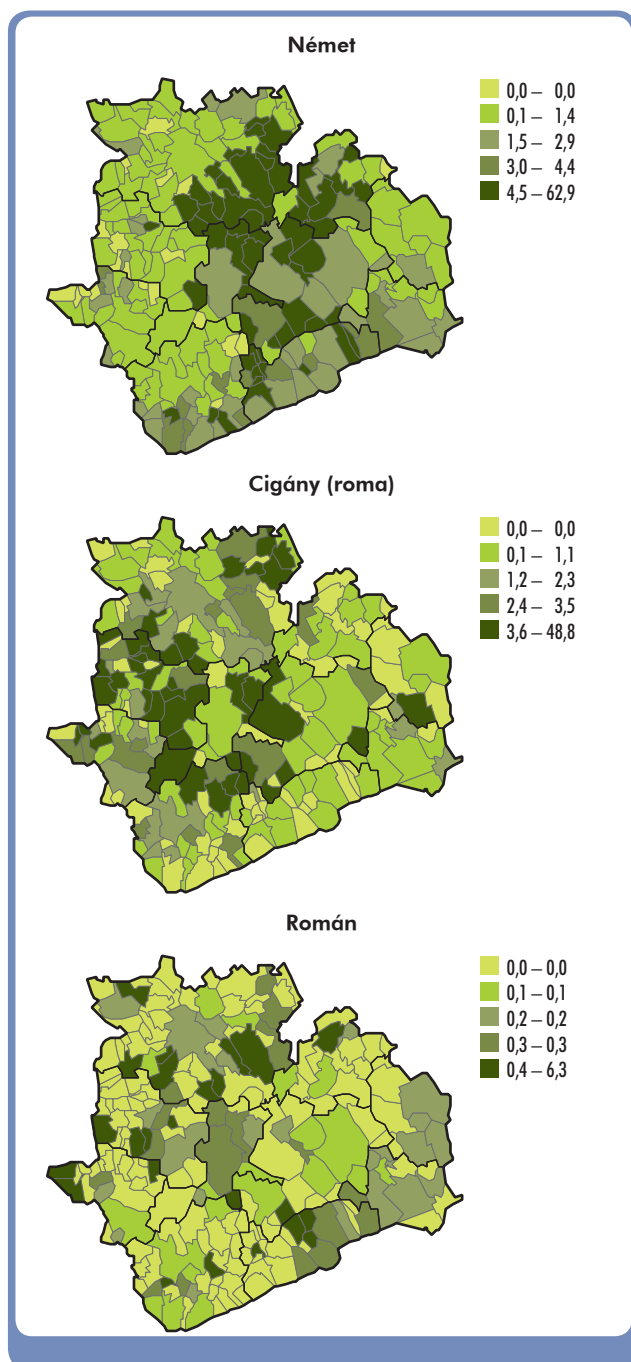 Német
0,0 – 0,0
0,1 – 1,4
1,5 – 2,9
3,0 – 4,4
4,5 – 62,9
Cigány (roma)
0,0 – 0,0
0,1 – 1,1
1,2 – 2,3
2,4 – 3,5
3,6 – 48,8
Román
0,0 – 0,0
0,1 – 0,1
0,2 – 0,2
0,3 – 0,3
0,4 – 6,3